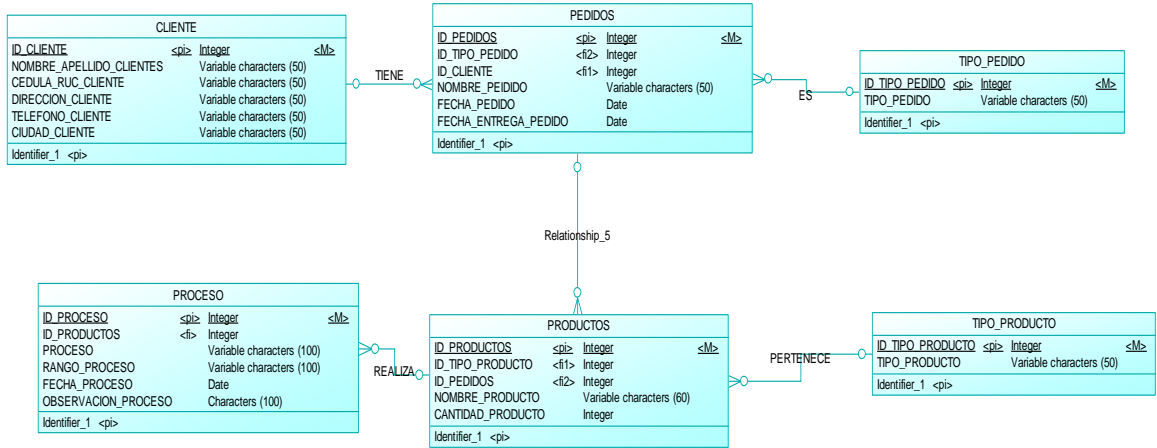 CLIENTE
ID_CLIENTE <pi> Integer <M>
NOMBRE_APELLIDO_CLIENTES Variable characters (50)
CEDULA_RUC_CLIENTE Variable characters (50)
DIRECCION_CLIENTE Variable characters (50)
TELEFONO_CLIENTE Variable characters (50)
CIUDAD_CLIENTE Variable characters (50)
Identifier_1 <pi>
TIENE
PEDIDOS
ID_PEDIDOS <pi> Integer <M>
ID_TIPO_PEDIDO <fi2> Integer
ID_CLIENTE <fi1> Integer
NOMBRE_PEIDIDO Variable characters (50)
FECHA_PEDIDO Date
FECHA_ENTREGA_PEDIDO Date
Identifier_1 <pi>
ES
TIPO_PEDIDO
ID_TIPO_PEDIDO <pi> Integer <M>
TIPO_PEDIDO Variable characters (50)
Identifier_1 <pi>
Relationship_5
PROCESO
ID_PROCESO <pi> Integer <M>
ID_PRODUCTOS <fi> Integer
PROCESO Variable characters (100)
RANGO_PROCESO Variable characters (100)
FECHA_PROCESO Date
OBSERVACION_PROCESO Characters (100)
Identifier_1 <pi>
REALIZA
PRODUCTOS
ID_PRODUCTOS <pi> Integer <M>
ID_TIPO_PRODUCTO <fi1> Integer
ID_PEDIDOS <fi2> Integer
NOMBRE_PRODUCTO Variable characters (60)
CANTIDAD_PRODUCTO Integer
Identifier_1 <pi>
PERTENECE
TIPO_PRODUCTO
ID_TIPO_PRODUCTO <pi> Integer <M>
TIPO_PRODUCTO Variable characters (50)
Identifier_1 <pi>